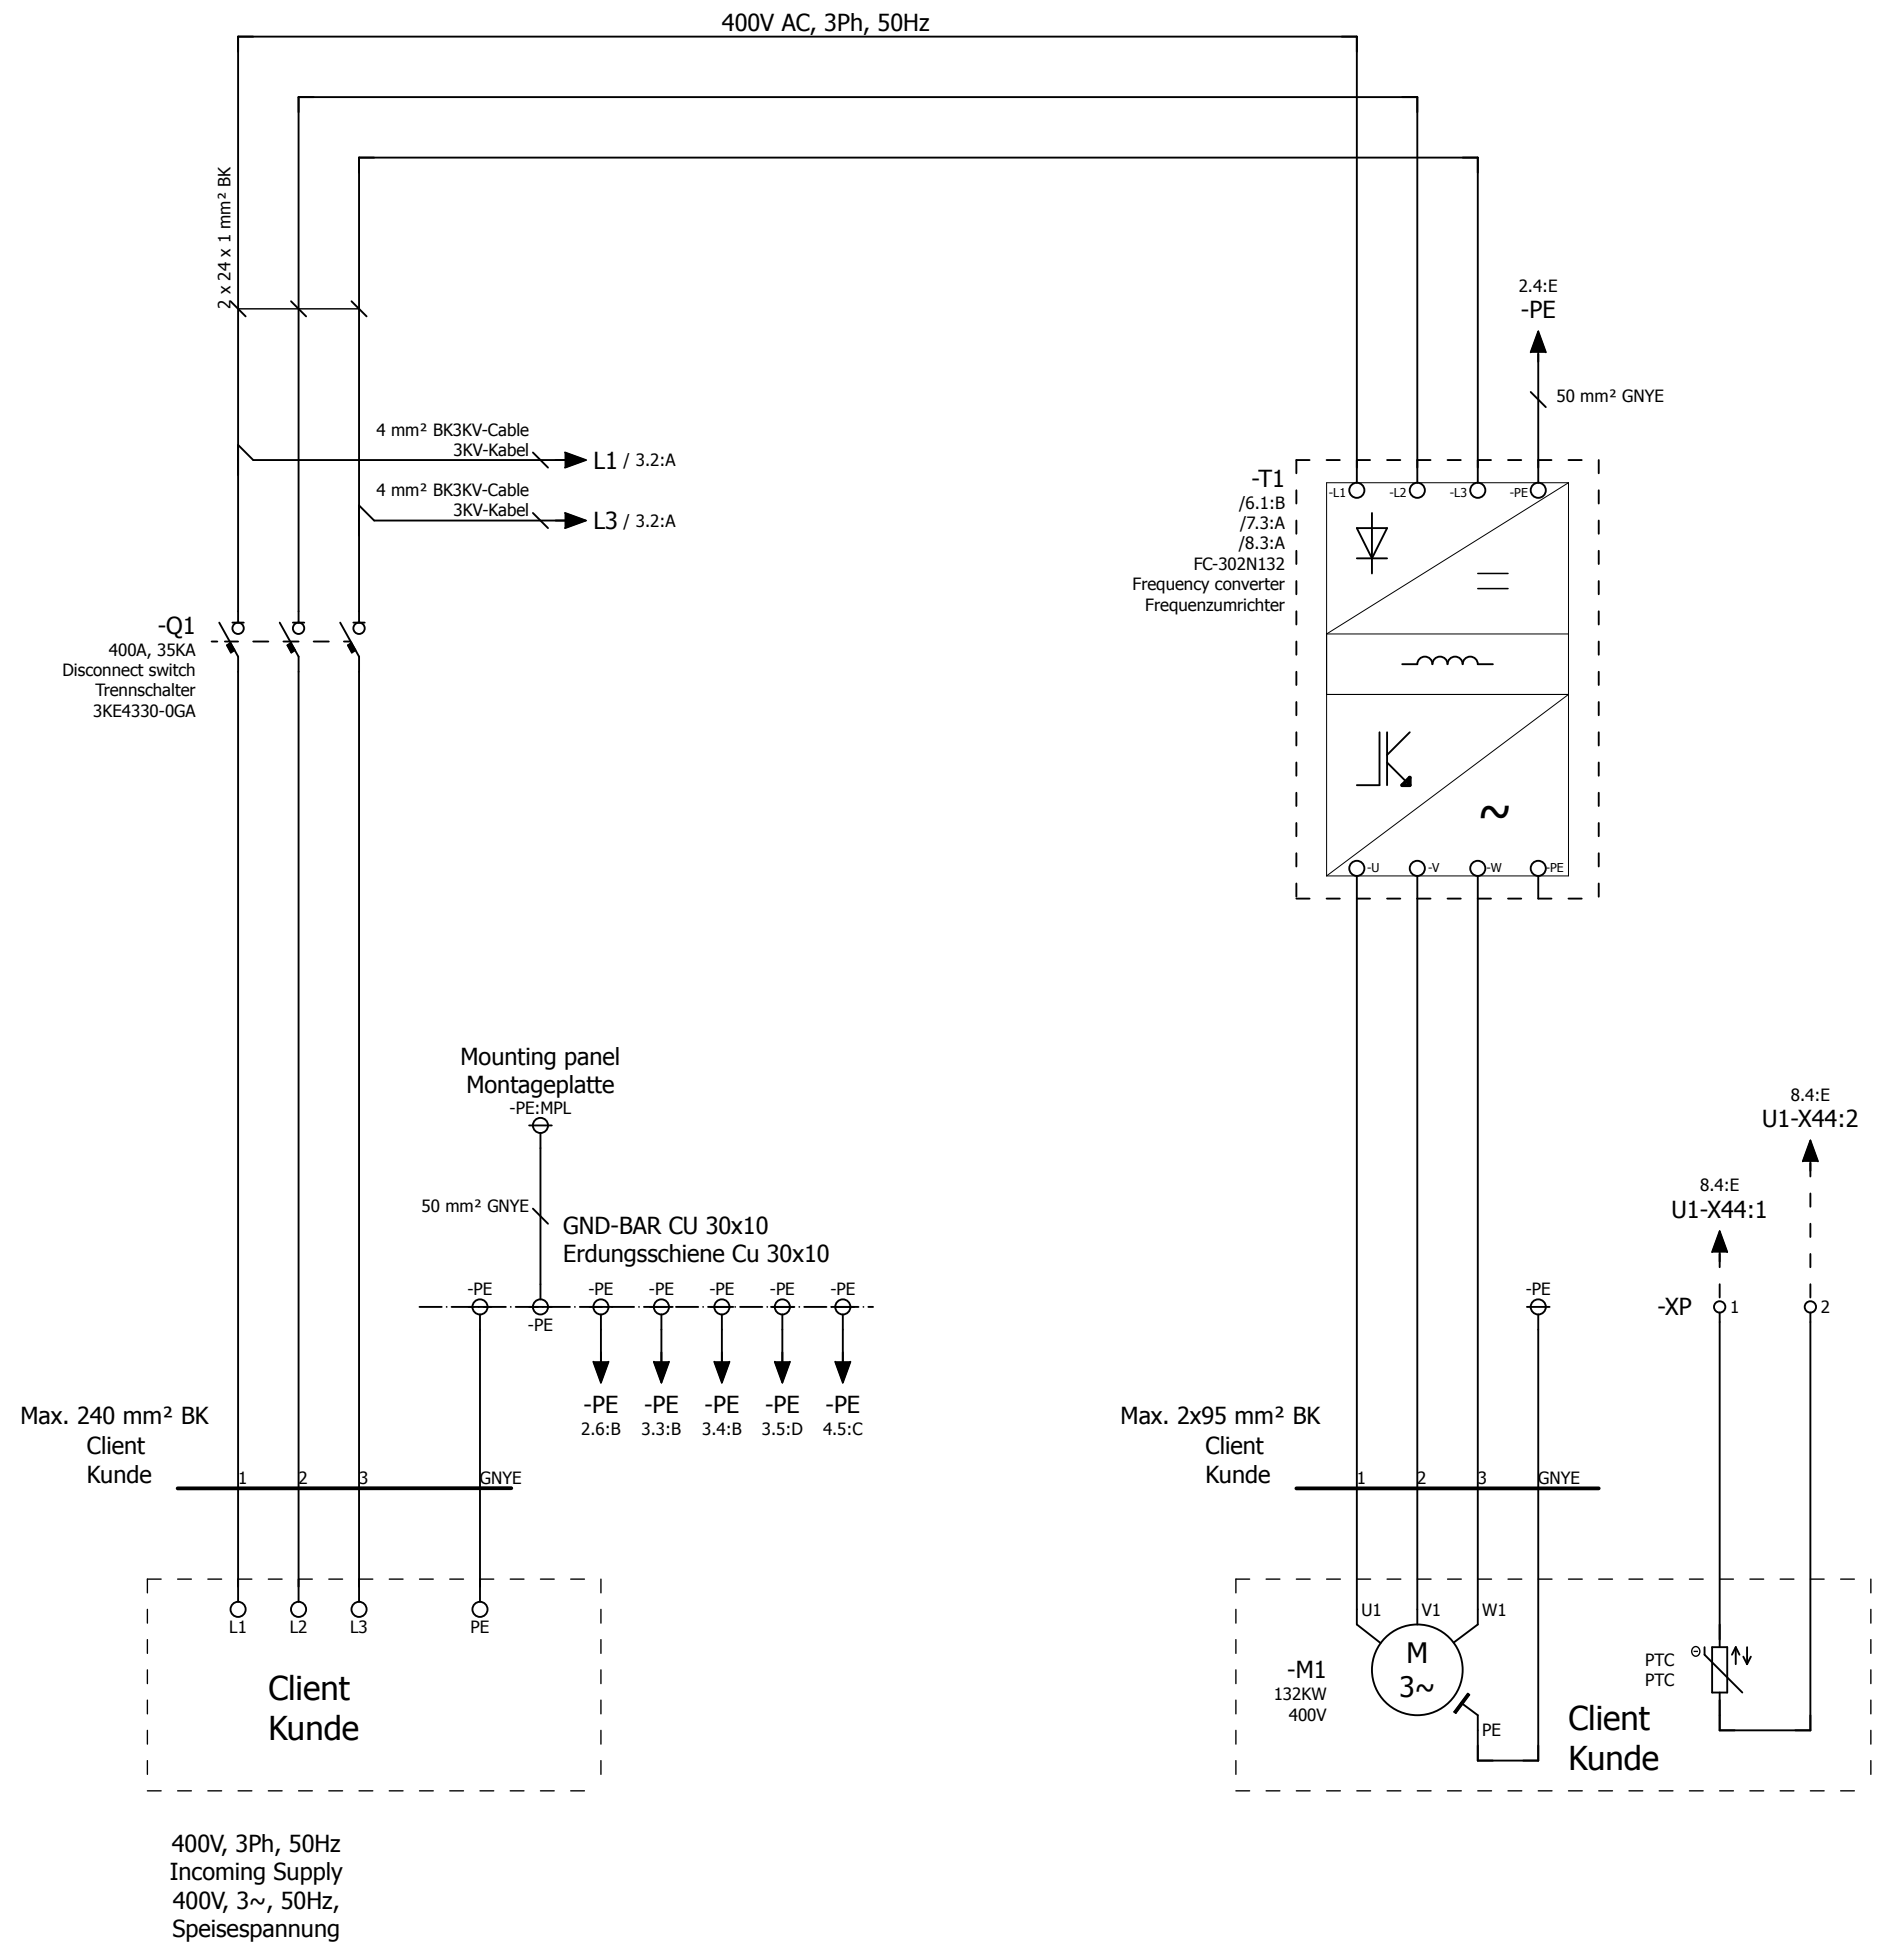 400V AC, 3Ph, 50Hz
2 x 24 x 1 mm² BK
2.4:E
-PE
50 mm² GNYE
4 mm² BK3KV-Cable
3KV-Kabel
L1 / 3.2:A
4 mm² BK3KV-Cable
3KV-Kabel
L3 / 3.2:A
-T1
/6.1:B
/7.3:A
/8.3:A
FC-302N132
Frequency converter
Frequenzumrichter
-L1 -L2 -L3 -PE
~
-U -V -W -PE
-Q1
400A, 35KA
Disconnect switch
Trennschalter
3KE4330-0GA
Mounting panel
Montageplatte
-PE:MPL
50 mm² GNYE
GND-BAR CU 30x10
Erdungsschiene Cu 30x10
-PE -PE -PE -PE -PE -PE
-PE
-PE -PE -PE -PE -PE
2.6:B 3.3:B 3.4:B 3.5:D 4.5:C
8.4:E
U1-X44:2
8.4:E
U1-X44:1
-PE
-XP 1 2
Max. 240 mm² BK
Client
Kunde
1 2 3 GNYE
Max. 2x95 mm² BK
Client
Kunde
1 2 3 GNYE
L1 L2 L3 PE
Client
Kunde
400V, 3Ph, 50Hz
Incoming Supply
400V, 3~, 50Hz,
Speisespannung
U1 V1 W1
-M1
132KW
400V
M
3~
PE
PTC
PTC
Θ
Client
Kunde